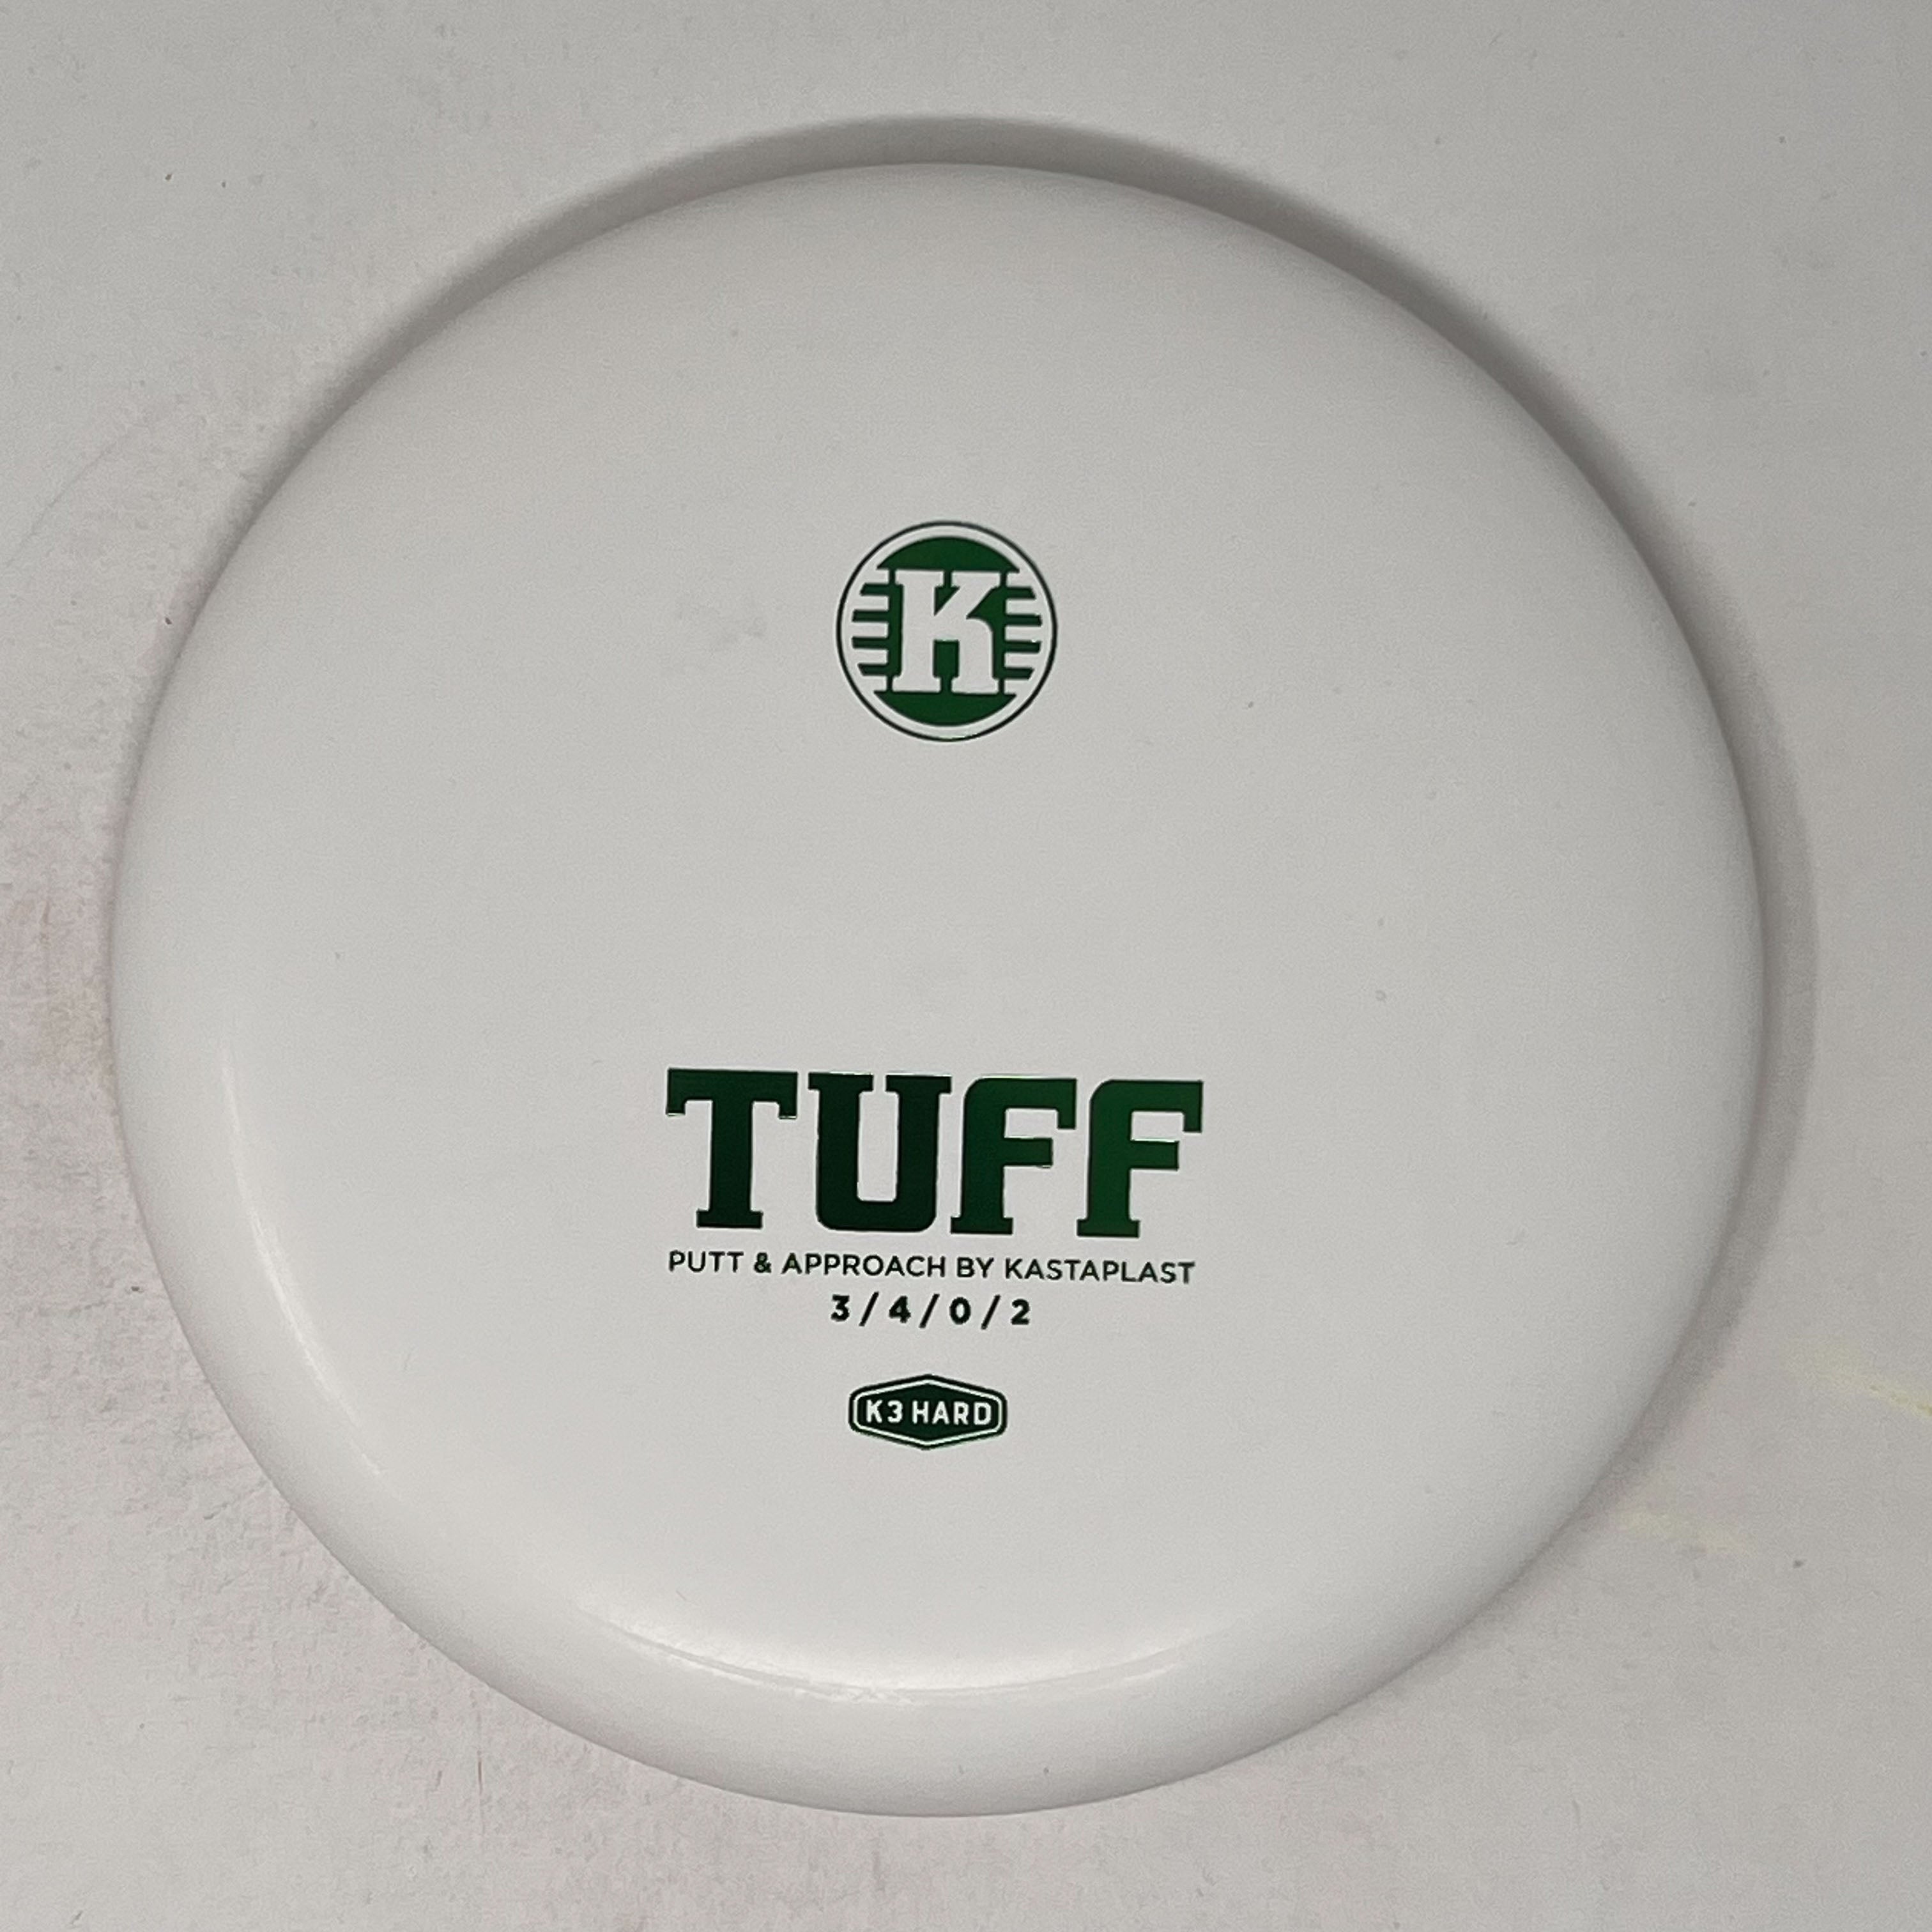 K
TUFF
PUTT & APPROACH BY KASTAPLAST
3 / 4 / 0 / 2
K3 HARD